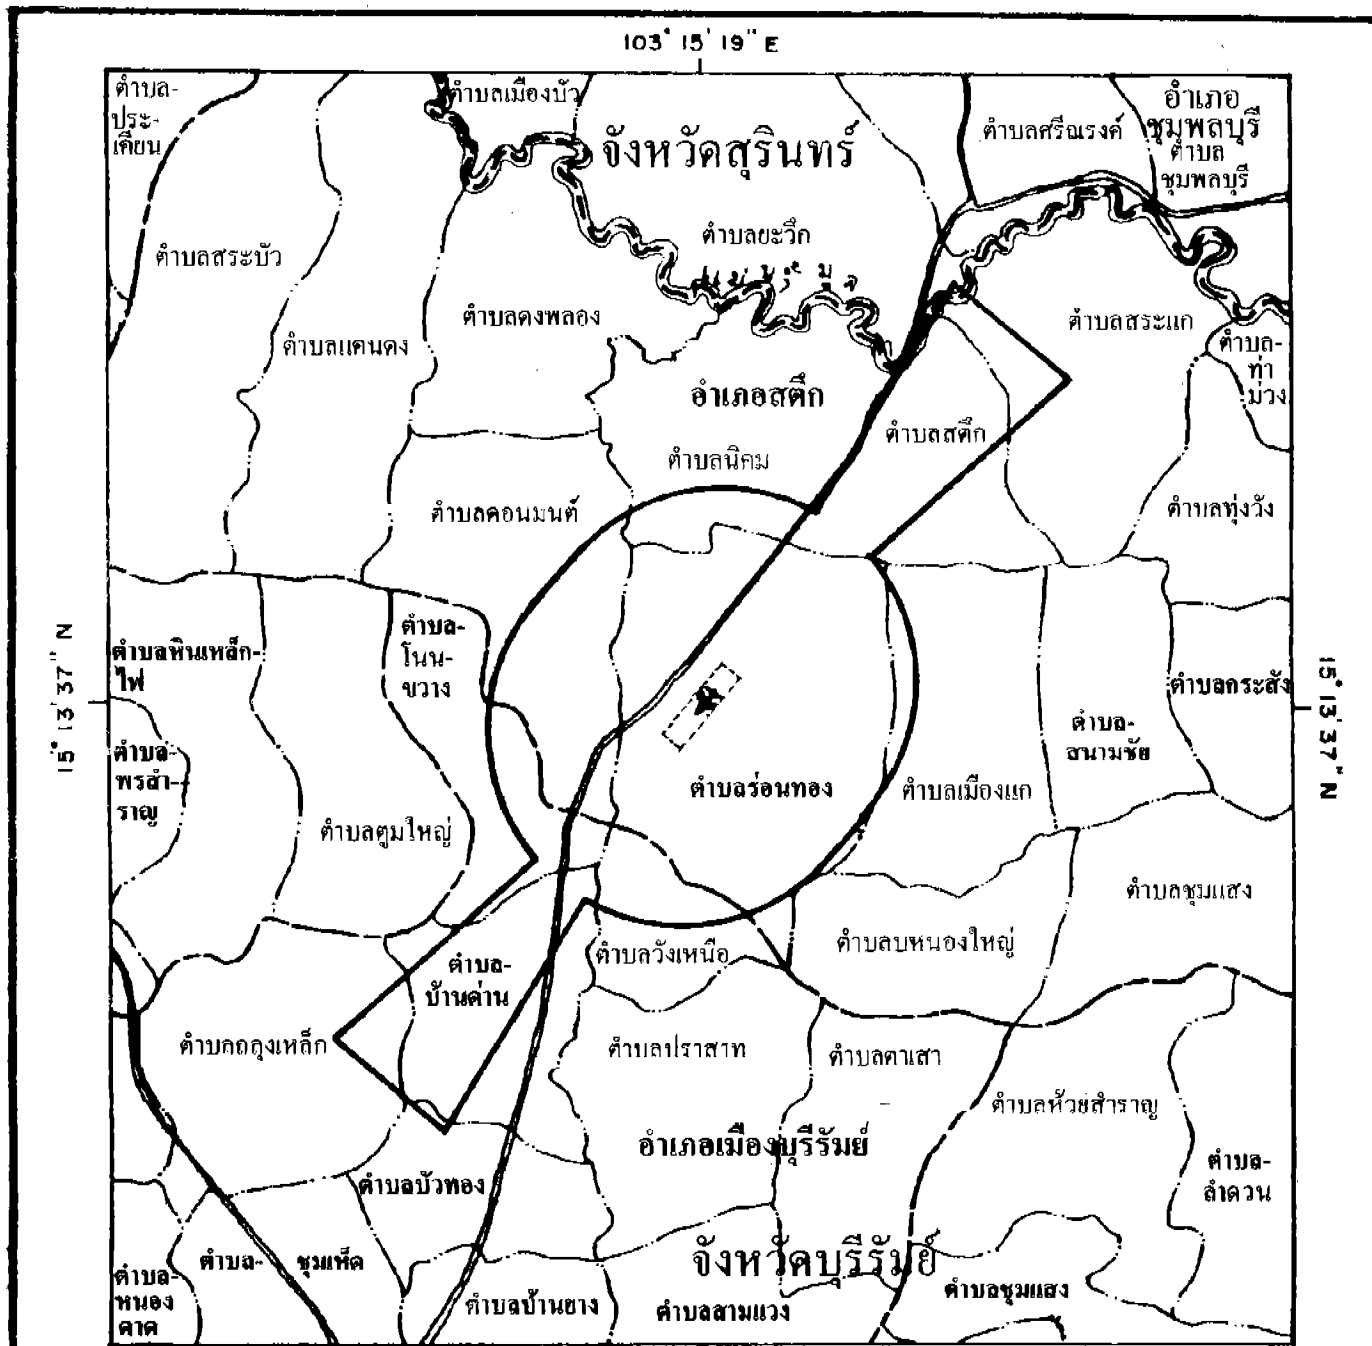 103° 15' 19" E
ตำบล-
ประ-
เคียน
ตำบลเมืองบัว
จังหวัดสุรินทร์
ตำบลศรีณรงค์
อำเภอ
ชุมพลบุรี
ตำบล
ชุมพลบุรี
ตำบลสระบัว
ตำบลยะวึก
แม่น้ำมูล
ตำบลดงพลอง
ตำบลแคนดง
ตำบลสระแก
ตำบล-
ท่า
ม่วง
อำเภอสตึก
ตำบลสตึก
ตำบลนิคม
ตำบลดอนมนต์
ตำบลทุ่งวัง
15° 13' 37" N
ตำบลหินเหล็ก-
ไฟ
ตำบล-
โนน-
ขวาง
15° 13' 37" N
ตำบลกระสัง
ตำบล-
สนามชัย
ตำบล-
พรสำ-
ราญ
ตำบลร่อนทอง
ตำบลเมืองแก
ตำบลตูมใหญ่
ตำบลชุมแสง
ตำบลวังเหนือ
ตำบลบหนองใหญ่
ตำบล-
บ้านด่าน
ตำบลถลุงเหล็ก
ตำบลปราสาท
ตำบลตาเสา
ตำบลห้วยสำราญ
อำเภอเมืองบุรีรัมย์
ตำบล-
ลำดวน
ตำบลบัวทอง
ตำบล-
ชุมเห็ด
จังหวัดบุรีรัมย์
ตำบล-
หนอง
ตาด
ตำบลบ้านยาง
ตำบลสามแวง
ตำบลชุมแสง